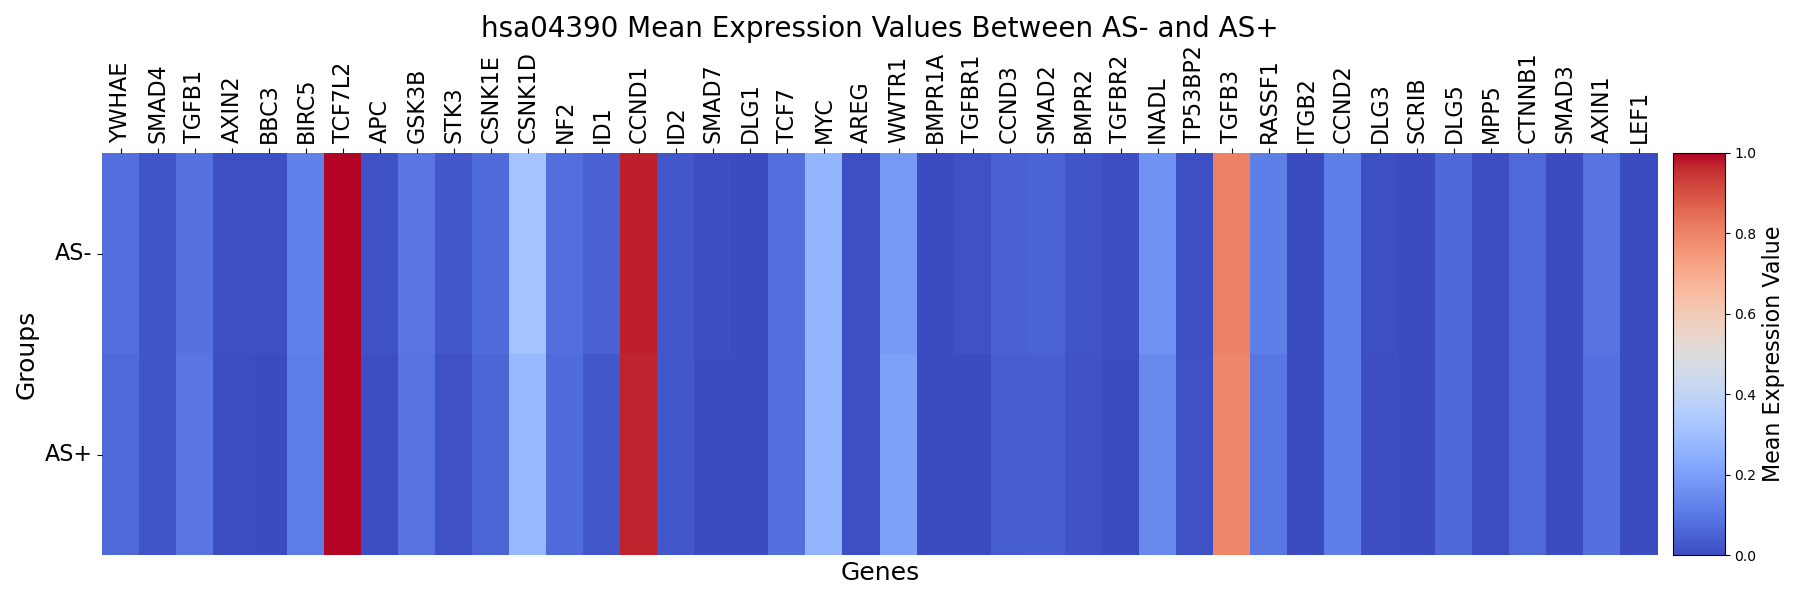 hsa04390 Mean Expression Values Between AS- and AS+
YWHAE SMAD4 TGFB1 AXIN2 BBC3 BIRC5 TCF7L2 APC GSK3B STK3 CSNK1E CSNK1D NF2 ID1 CCND1 ID2 SMAD7 DLG1 TCF7 MYC AREG WWTR1 BMPR1A TGFBR1 CCND3 SMAD2 BMPR2 TGFBR2 INADL TP53BP2 TGFB3 RASSF1 ITGB2 CCND2 DLG3 SCRIB DLG5 MPP5 CTNNB1 SMAD3 AXIN1 LEF1
Groups
AS-
AS+
Genes
1.0
0.8
0.6
0.4
0.2
0.0
Mean Expression Value